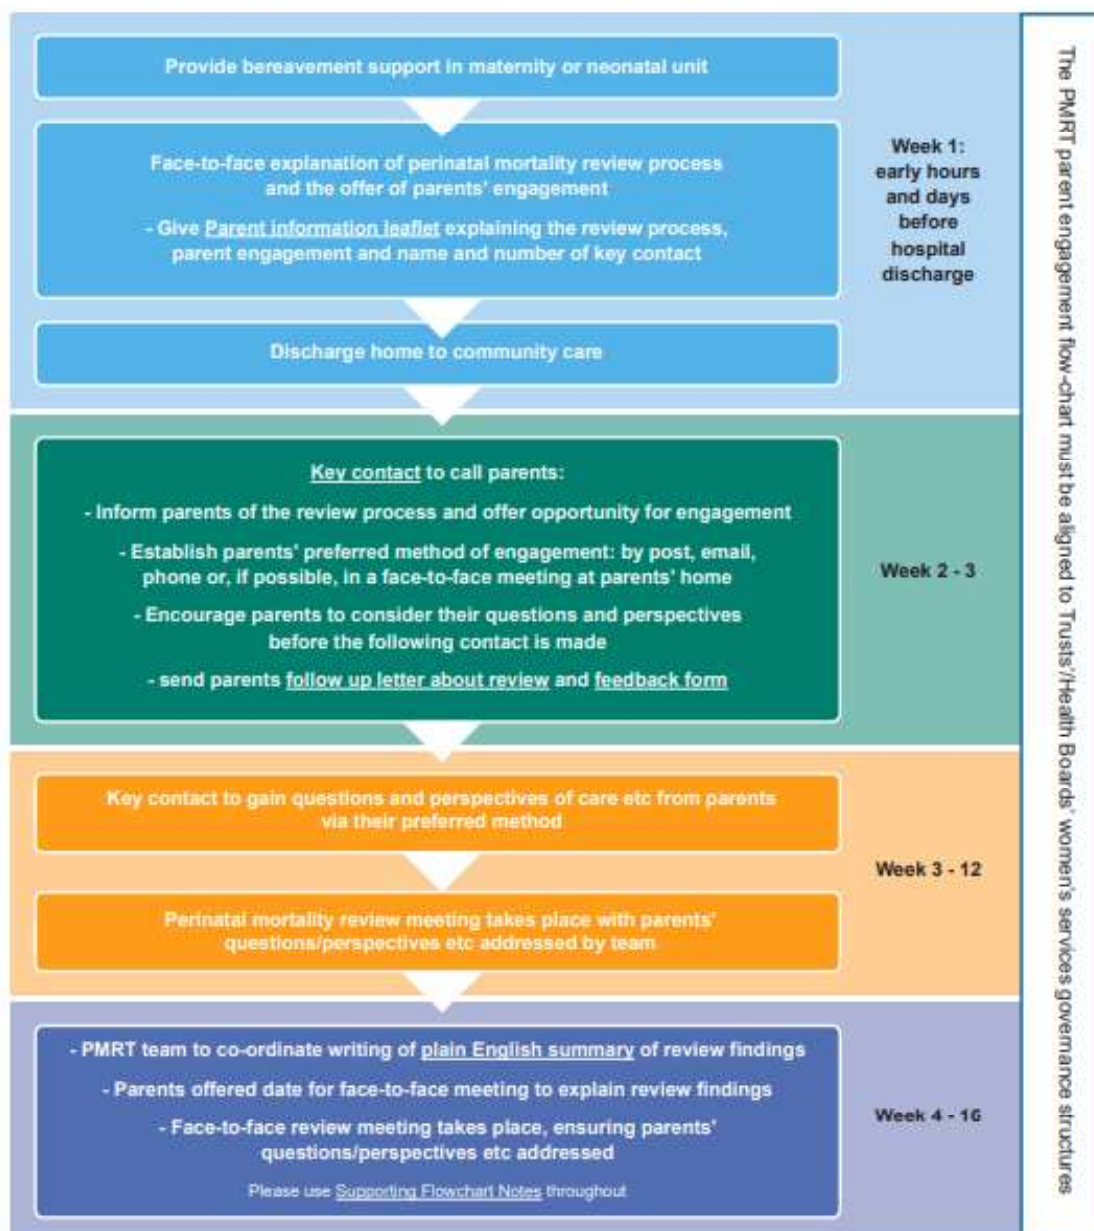 Provide bereavement support in maternity or neonatal unit
Face-to-face explanation of perinatal mortality review process
and the offer of parents' engagement
- Give Parent information leaflet explaining the review process,
parent engagement and name and number of key contact
Discharge home to community care
Week 1:
early hours
and days
before
hospital
discharge
Key contact to call parents:
- Inform parents of the review process and offer opportunity for engagement
- Establish parents' preferred method of engagement: by post, email,
phone or, if possible, in a face-to-face meeting at parents' home
- Encourage parents to consider their questions and perspectives
before the following contact is made
- send parents follow up letter about review and feedback form
Week 2 - 3
Key contact to gain questions and perspectives of care etc from parents
via their preferred method
Perinatal mortality review meeting takes place with parents'
questions/perspectives etc addressed by team
Week 3 - 12
- PMRT team to co-ordinate writing of plain English summary of review findings
- Parents offered date for face-to-face meeting to explain review findings
- Face-to-face review meeting takes place, ensuring parents'
questions/perspectives etc addressed
Please use Supporting Flowchart Notes throughout
Week 4 - 16
The PMRT parent engagement flow-chart must be aligned to Trusts'/Health Boards' women's services governance structures